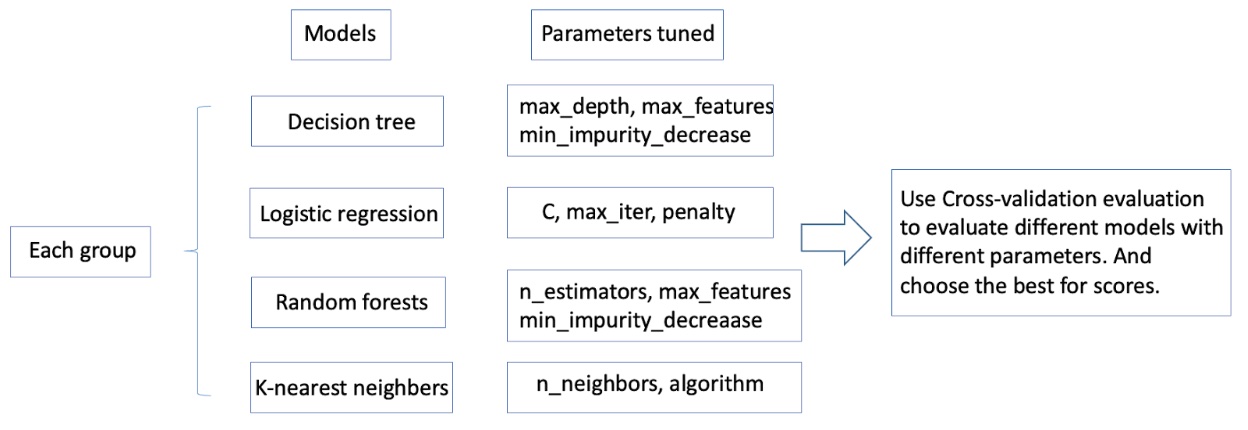 Models
Parameters tuned
Each group
Decision tree
max_depth, max_features
min_impurity_decrease
Logistic regression
C, max_iter, penalty
Random forests
n_estimators, max_features
min_impurity_decreaase
K-nearest neighbers
n_neighbors, algorithm
Use Cross-validation evaluation
to evaluate different models with
different parameters. And
choose the best for scores.